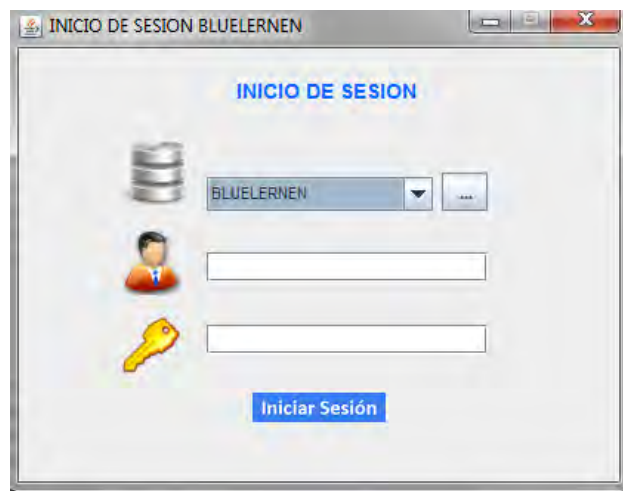 INICIO DE SESION BLUELERNEN
INICIO DE SESION
BLUELERNEN
...
Iniciar Sesión